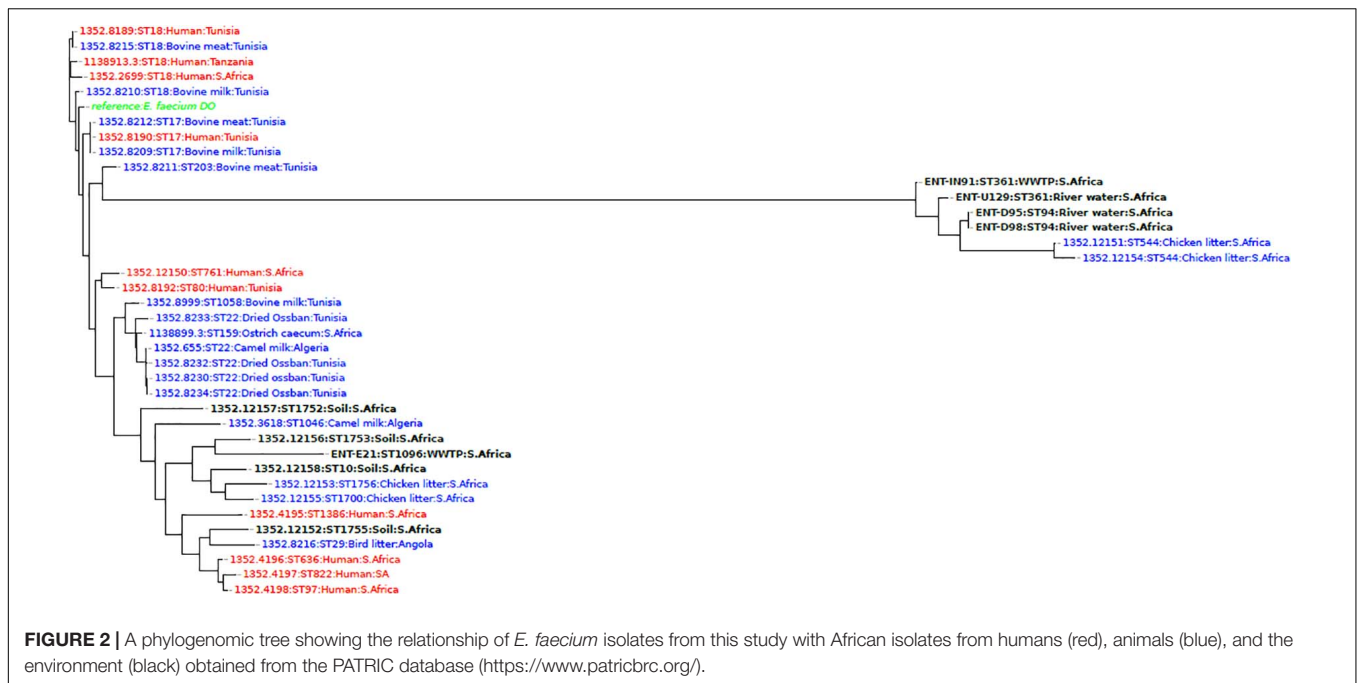 1352.8189:ST18:Human:Tunisia
1352.8215:ST18:Bovine meat:Tunisia
1138913.3:ST18:Human:Tanzania
1352.2699:ST18:Human:S.Africa
1352.8210:ST18:Bovine milk:Tunisia
reference:E. faecium DO
1352.8212:ST17:Bovine meat:Tunisia
1352.8190:ST17:Human:Tunisia
1352.8209:ST17:Bovine milk:Tunisia
1352.8211:ST203:Bovine meat:Tunisia
ENT-IN91:ST361:WWTP:S.Africa
ENT-U129:ST361:River water:S.Africa
ENT-D95:ST94:River water:S.Africa
ENT-D98:ST94:River water:S.Africa
1352.12151:ST544:Chicken litter:S.Africa
1352.12154:ST544:Chicken litter:S.Africa
1352.12150:ST761:Human:S.Africa
1352.8192:ST80:Human:Tunisia
1352.8999:ST1058:Bovine milk:Tunisia
1352.8233:ST22:Dried Ossban:Tunisia
1138899.3:ST159:Ostrich caecum:S.Africa
1352.655:ST22:Camel milk:Algeria
1352.8232:ST22:Dried Ossban:Tunisia
1352.8230:ST22:Dried ossban:Tunisia
1352.8234:ST22:Dried Ossban:Tunisia
1352.12157:ST1752:Soil:S.Africa
1352.3618:ST1046:Camel milk:Algeria
1352.12156:ST1753:Soil:S.Africa
ENT-E21:ST1096:WWTP:S.Africa
1352.12158:ST10:Soil:S.Africa
1352.12153:ST1756:Chicken litter:S.Africa
1352.12155:ST1700:Chicken litter:S.Africa
1352.4195:ST1386:Human:S.Africa
1352.12152:ST1755:Soil:S.Africa
1352.8216:ST29:Bird litter:Angola
1352.4196:ST636:Human:S.Africa
1352.4197:ST822:Human:SA
1352.4198:ST97:Human:S.Africa
FIGURE 2 | A phylogenomic tree showing the relationship of E. faecium isolates from this study with African isolates from humans (red), animals (blue), and the
environment (black) obtained from the PATRIC database (https://www.patricbrc.org/).